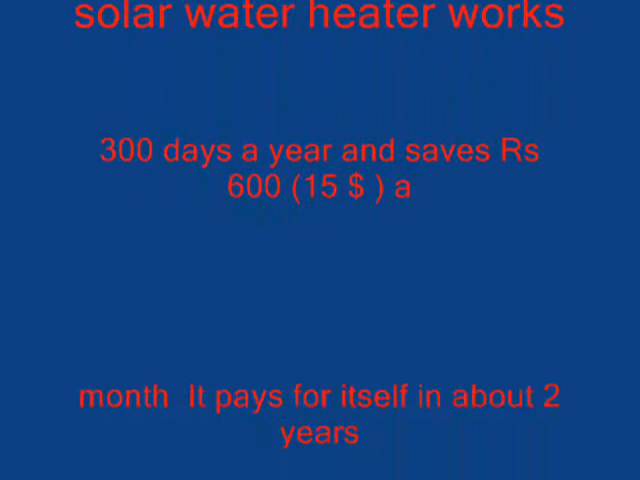 solar water heater works
300 days a year and saves Rs
600 (15 $ ) a
month  It pays for itself in about 2
years